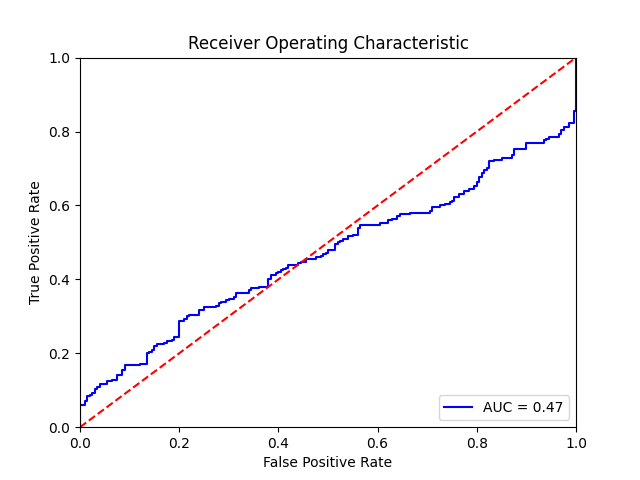 Receiver Operating Characteristic
True Positive Rate
1.0
0.8
0.6
0.4
0.2
0.0
AUC = 0.47
0.0 0.2 0.4 0.6 0.8 1.0
False Positive Rate